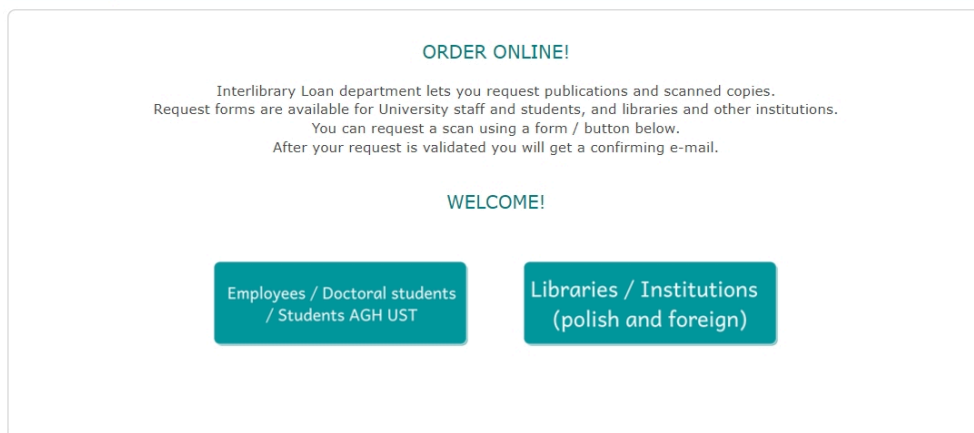 ORDER ONLINE!
Interlibrary Loan department lets you request publications and scanned copies.
Request forms are available for University staff and students, and libraries and other institutions.
You can request a scan using a form / button below.
After your request is validated you will get a confirming e-mail.
WELCOME!
Employees / Doctoral students
/ Students AGH UST
Libraries / Institutions
(polish and foreign)